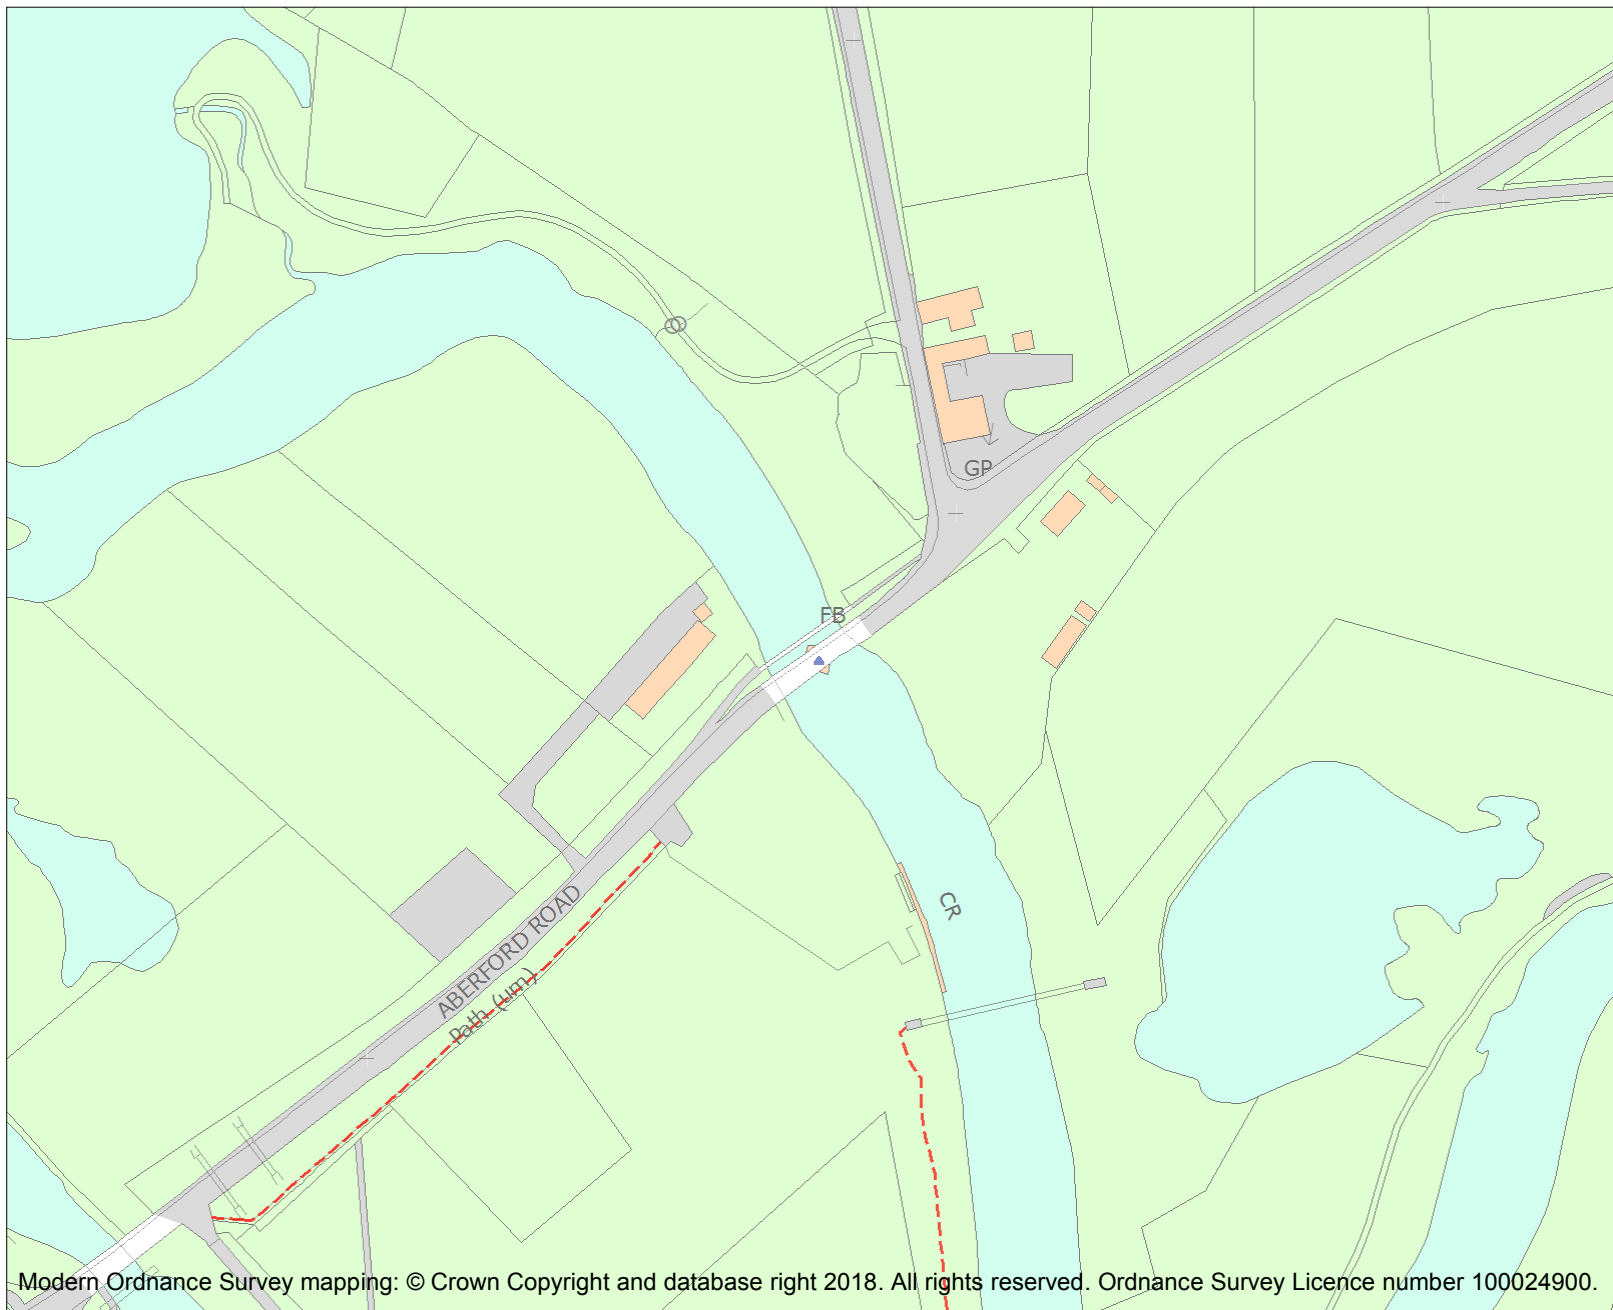 GP
FB
CR
ABERFORD ROAD
Path (um)
Modern Ordnance Survey mapping: © Crown Copyright and database right 2018. All rights reserved. Ordnance Survey Licence number 100024900.